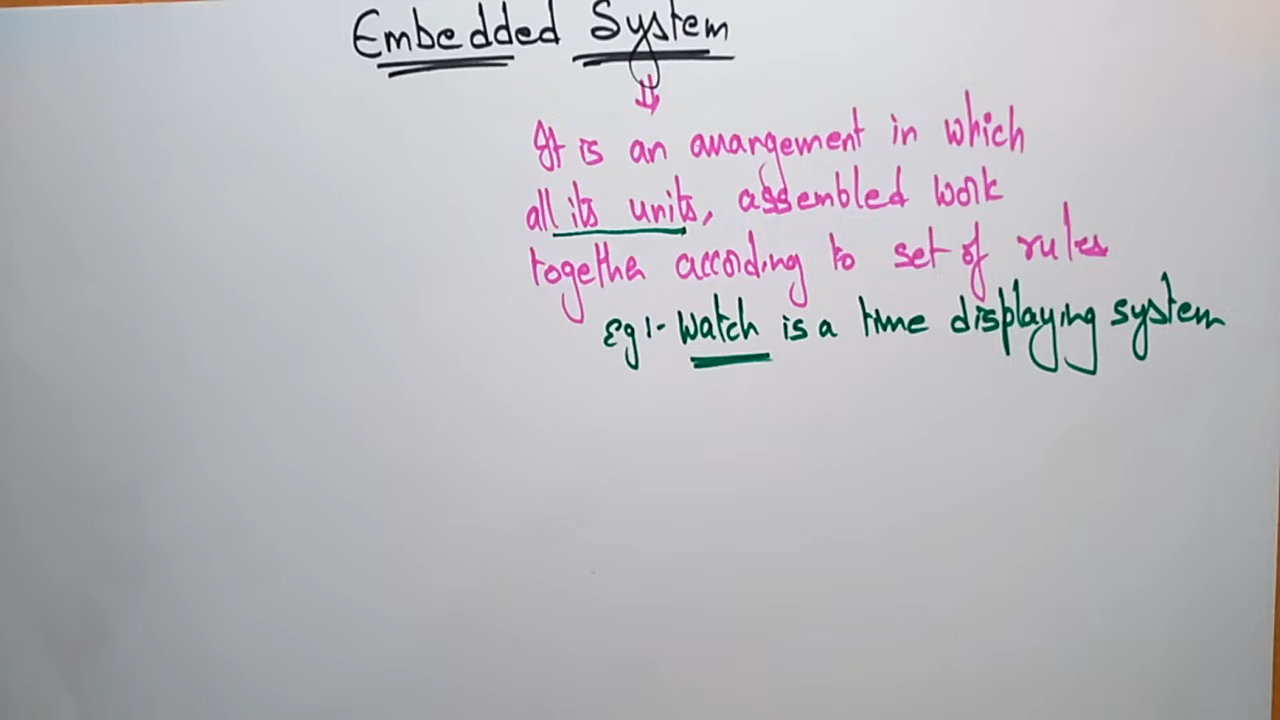 Embedded System
It is an arrangement in which
all its units, assembled work
together according to set of rules
Eg:- Watch is a time displaying system